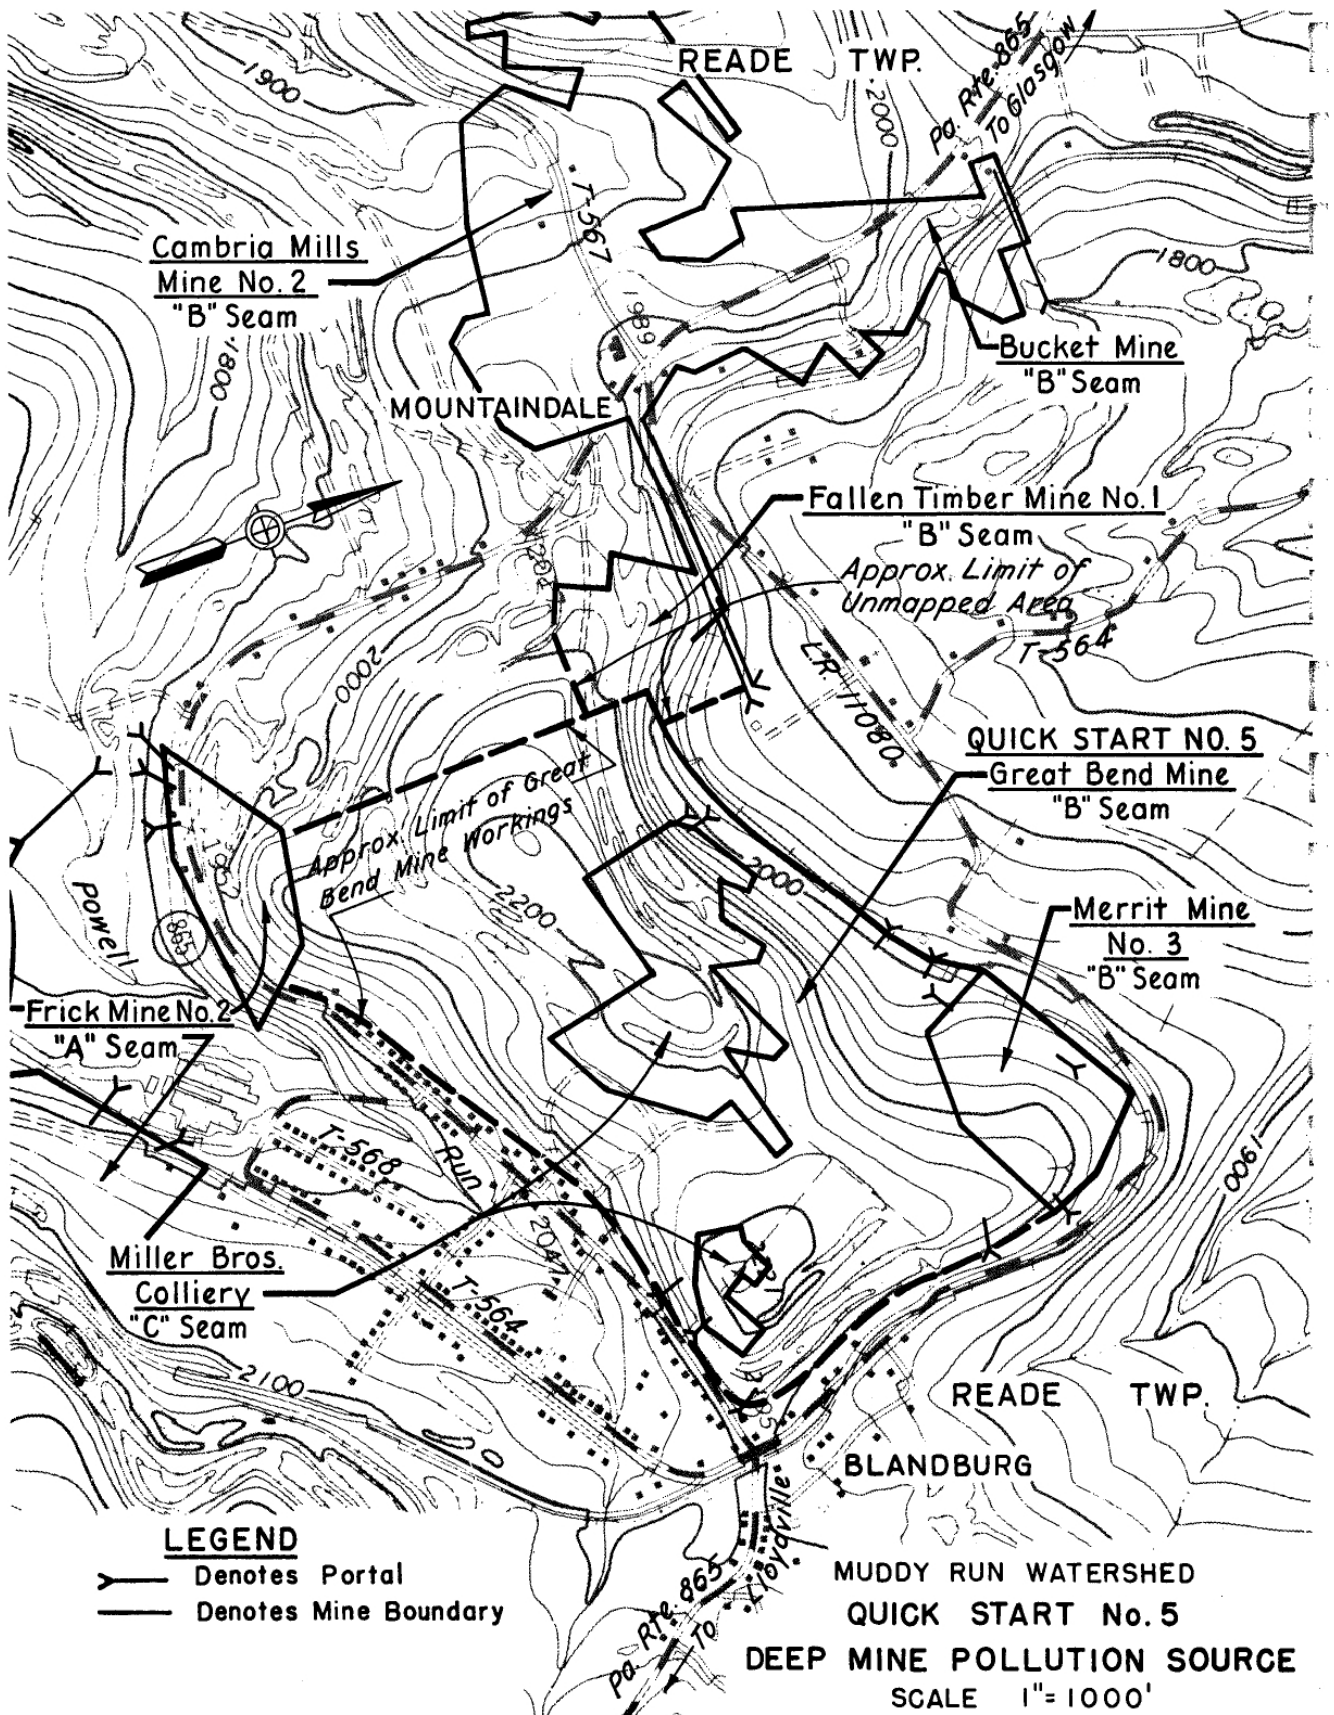 READE TWP.
Pa. Rte. 865
To Glasgow
1900
2000
T-567
Cambria Mills
Mine No. 2
"B" Seam
1800
1989
1800
Bucket Mine
"B" Seam
MOUNTAINDALE
Fallen Timber Mine No. 1
"B" Seam
Approx. Limit of
Unmapped Area
T-564
2000
L.R. 11080
QUICK START NO. 5
Great Bend Mine
"B" Seam
Approx. Limit of Great
Bend Mine Workings
2000
2200
Powell
865
Merrit Mine
No. 3
"B" Seam
Frick Mine No. 2
"A" Seam
T-568
Run
1900
2047
Miller Bros.
Colliery
"C" Seam
T-564
2100
READE TWP.
BLANDBURG
LEGEND
Denotes Portal
Denotes Mine Boundary
Pa. Rte. 865
To Lloydville
MUDDY RUN WATERSHED
QUICK START No. 5
DEEP MINE POLLUTION SOURCE
SCALE 1"=1000'